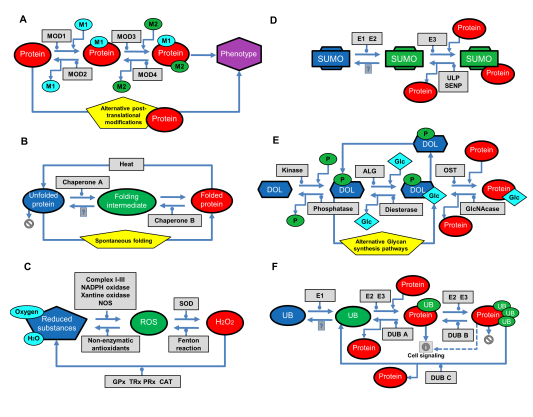 A
M1
M2
MOD1
MOD3
M1
M1
Protein
Protein
Protein
Phenotype
M2
MOD2
MOD4
M1
M2
Alternative post-
translational
modifications
Protein
B
Heat
Chaperone A
Unfolded
protein
Folding
intermediate
Folded
protein
?
Chaperone B
Spontaneous folding
C
Complex I-III
NADPH oxidase
Xantine oxidase
NOS
SOD
Oxygen
Reduced
substances
H2O
ROS
H2O2
Non-enzymatic
antioxidants
Fenton
reaction
GPx TRx PRx CAT
D
E1 E2
E3
Protein
SUMO
SUMO
SUMO
?
ULP
SENP
Protein
Protein
E
P
DOL
Protein
Kinase
P
ALG
Glc
OST
DOL
P
DOL
P
DOL
Glc
Protein
Glc
P
Phosphatase
Diesterase
Glc
GlcNAcase
Protein
Alternative Glycan
synthesis pathways
F
Protein
E1
E2 E3
E2 E3
UB
UB
UB
Protein
UB
Protein
UB
UB
?
DUB A
DUB B
Protein
Cell signaling
Protein
DUB C